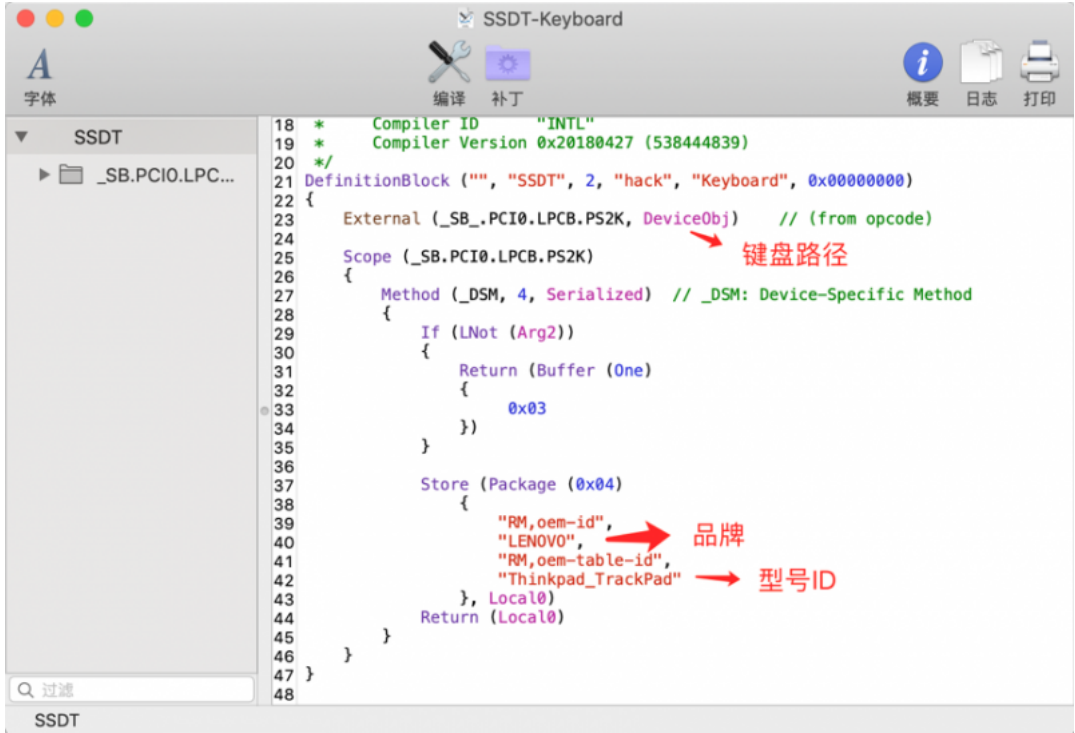 SSDT-Keyboard
字体
编译
补丁
概要
日志
打印
SSDT
_SB.PCI0.LPC...
18 * Compiler ID "INTL"
19 * Compiler Version 0x20180427 (538444839)
20 */
21 DefinitionBlock ("", "SSDT", 2, "hack", "Keyboard", 0x00000000)
22 {
23 External (_SB_.PCI0.LPCB.PS2K, DeviceObj) // (from opcode)
24
键盘路径
25 Scope (_SB.PCI0.LPCB.PS2K)
26 {
27 Method (_DSM, 4, Serialized) // _DSM: Device-Specific Method
28 {
29 If (LNot (Arg2))
30 {
31 Return (Buffer (One)
32 {
33 0x03
34 })
35 }
36
37 Store (Package (0x04)
38 {
39 "RM,oem-id",
40 "LENOVO",
品牌
41 "RM,oem-table-id",
42 "Thinkpad_TrackPad"
型号ID
43 }, Local0)
44 Return (Local0)
45 }
46 }
47 }
48
过滤
SSDT